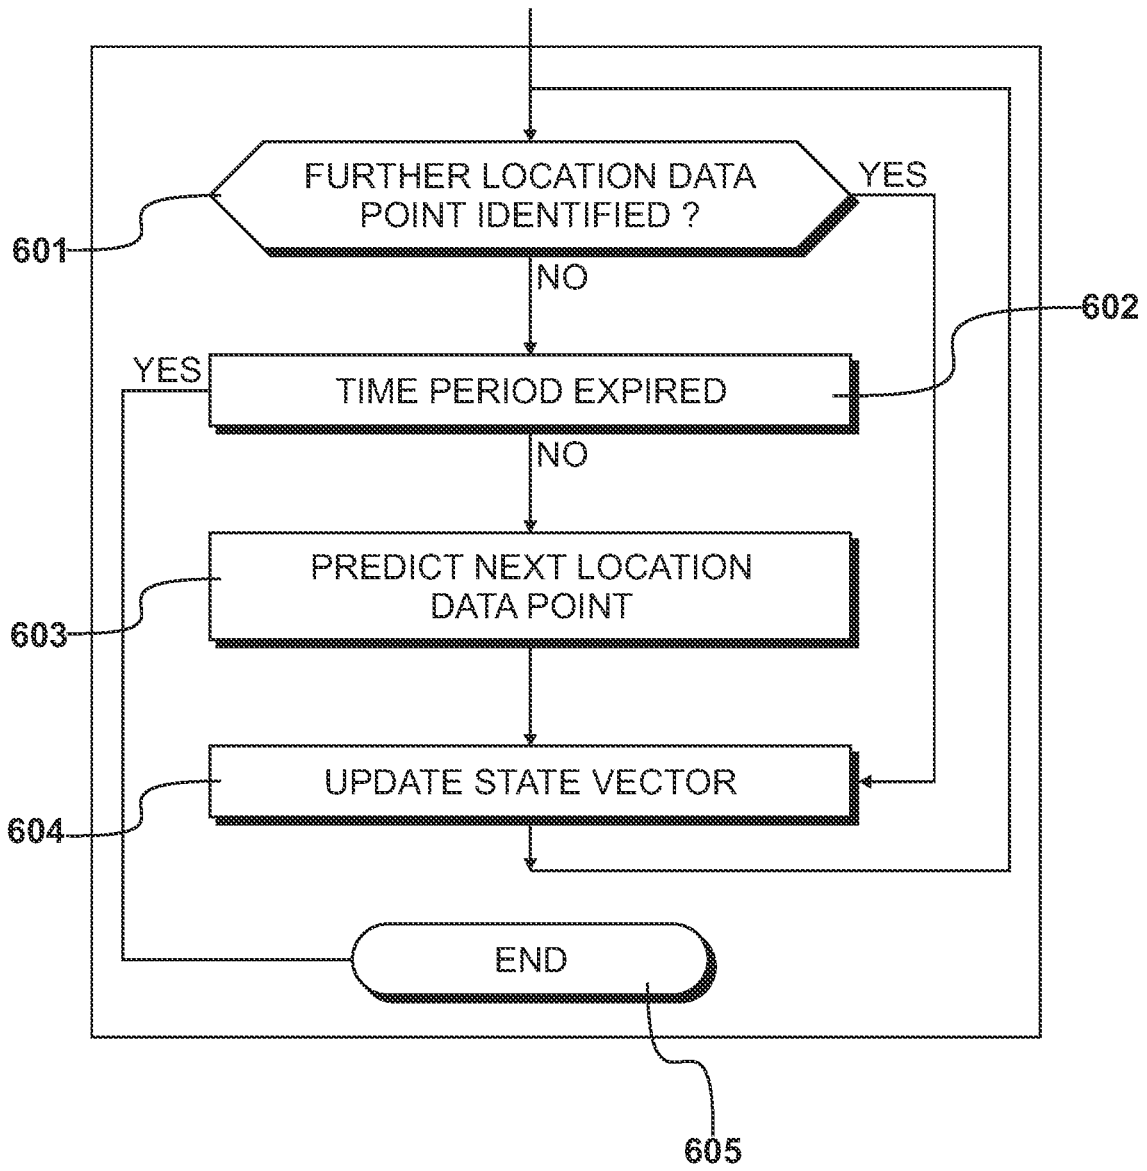 FURTHER LOCATION DATA
POINT IDENTIFIED ?
YES
601
NO
602
YES
TIME PERIOD EXPIRED
NO
PREDICT NEXT LOCATION
DATA POINT
603
UPDATE STATE VECTOR
604
END
605